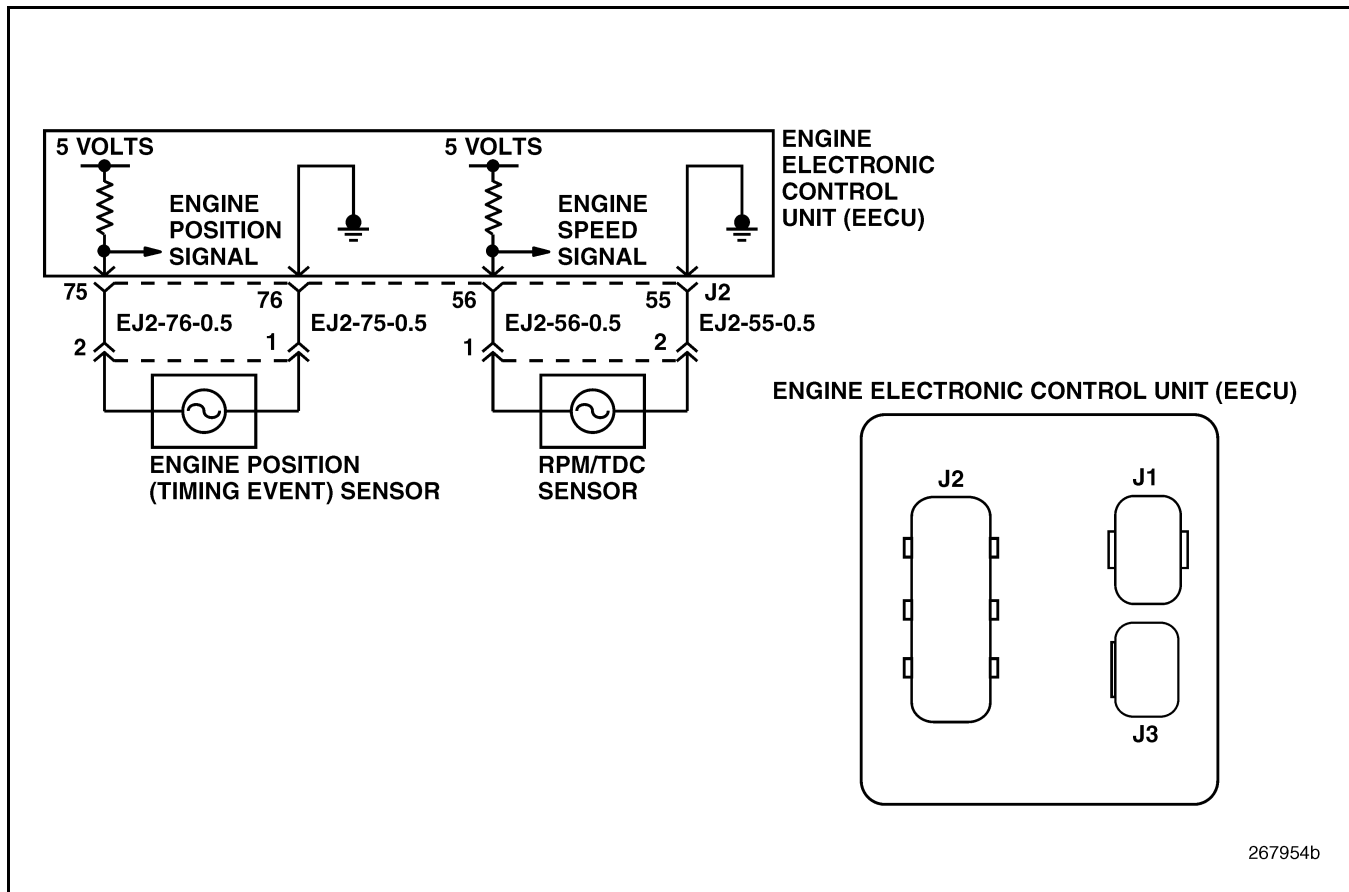 5 VOLTS
ENGINE
POSITION
SIGNAL
5 VOLTS
ENGINE
SPEED
SIGNAL
ENGINE
ELECTRONIC
CONTROL
UNIT (EECU)
75
76
56
55
J2
EJ2-76-0.5
EJ2-75-0.5
EJ2-56-0.5
EJ2-55-0.5
2
1
1
2
ENGINE POSITION
(TIMING EVENT) SENSOR
RPM/TDC
SENSOR
ENGINE ELECTRONIC CONTROL UNIT (EECU)
J2
J1
J3
267954b